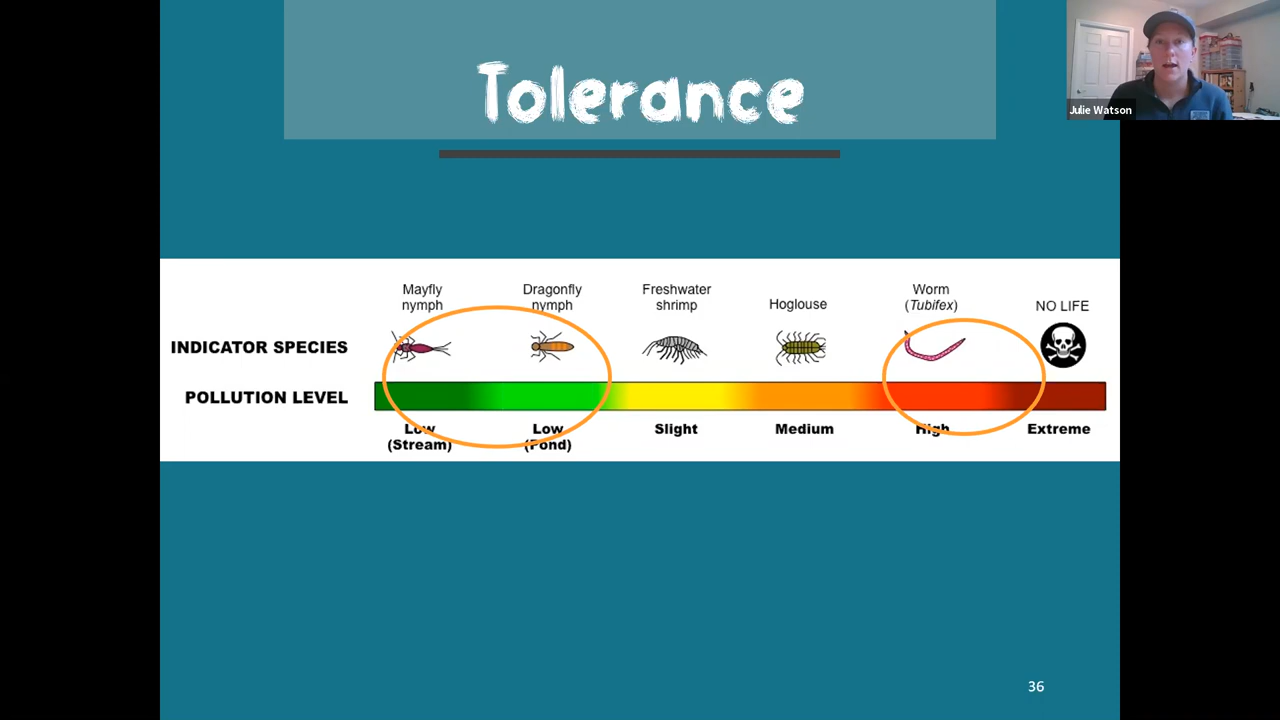 Tolerance
Julie Watson
Mayfly
nymph
Dragonfly
nymph
Freshwater
shrimp
Hoglouse
Worm
(Tubifex)
NO LIFE
INDICATOR SPECIES
POLLUTION LEVEL
Low
(Stream)
Low
(Pond)
Slight
Medium
High
Extreme
36